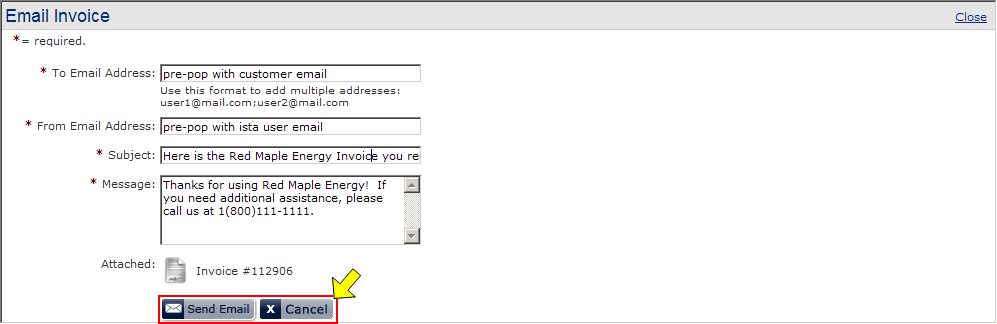 Email Invoice
Close
*= required.
* To Email Address:
pre-pop with customer email
Use this format to add multiple addresses:
user1@mail.com;user2@mail.com
* From Email Address:
pre-pop with ista user email
* Subject:
Here is the Red Maple Energy Invoice you re
* Message:
Thanks for using Red Maple Energy!  If
you need additional assistance, please
call us at 1(800)111-1111.
Attached:
Invoice #112906
Send Email
X Cancel